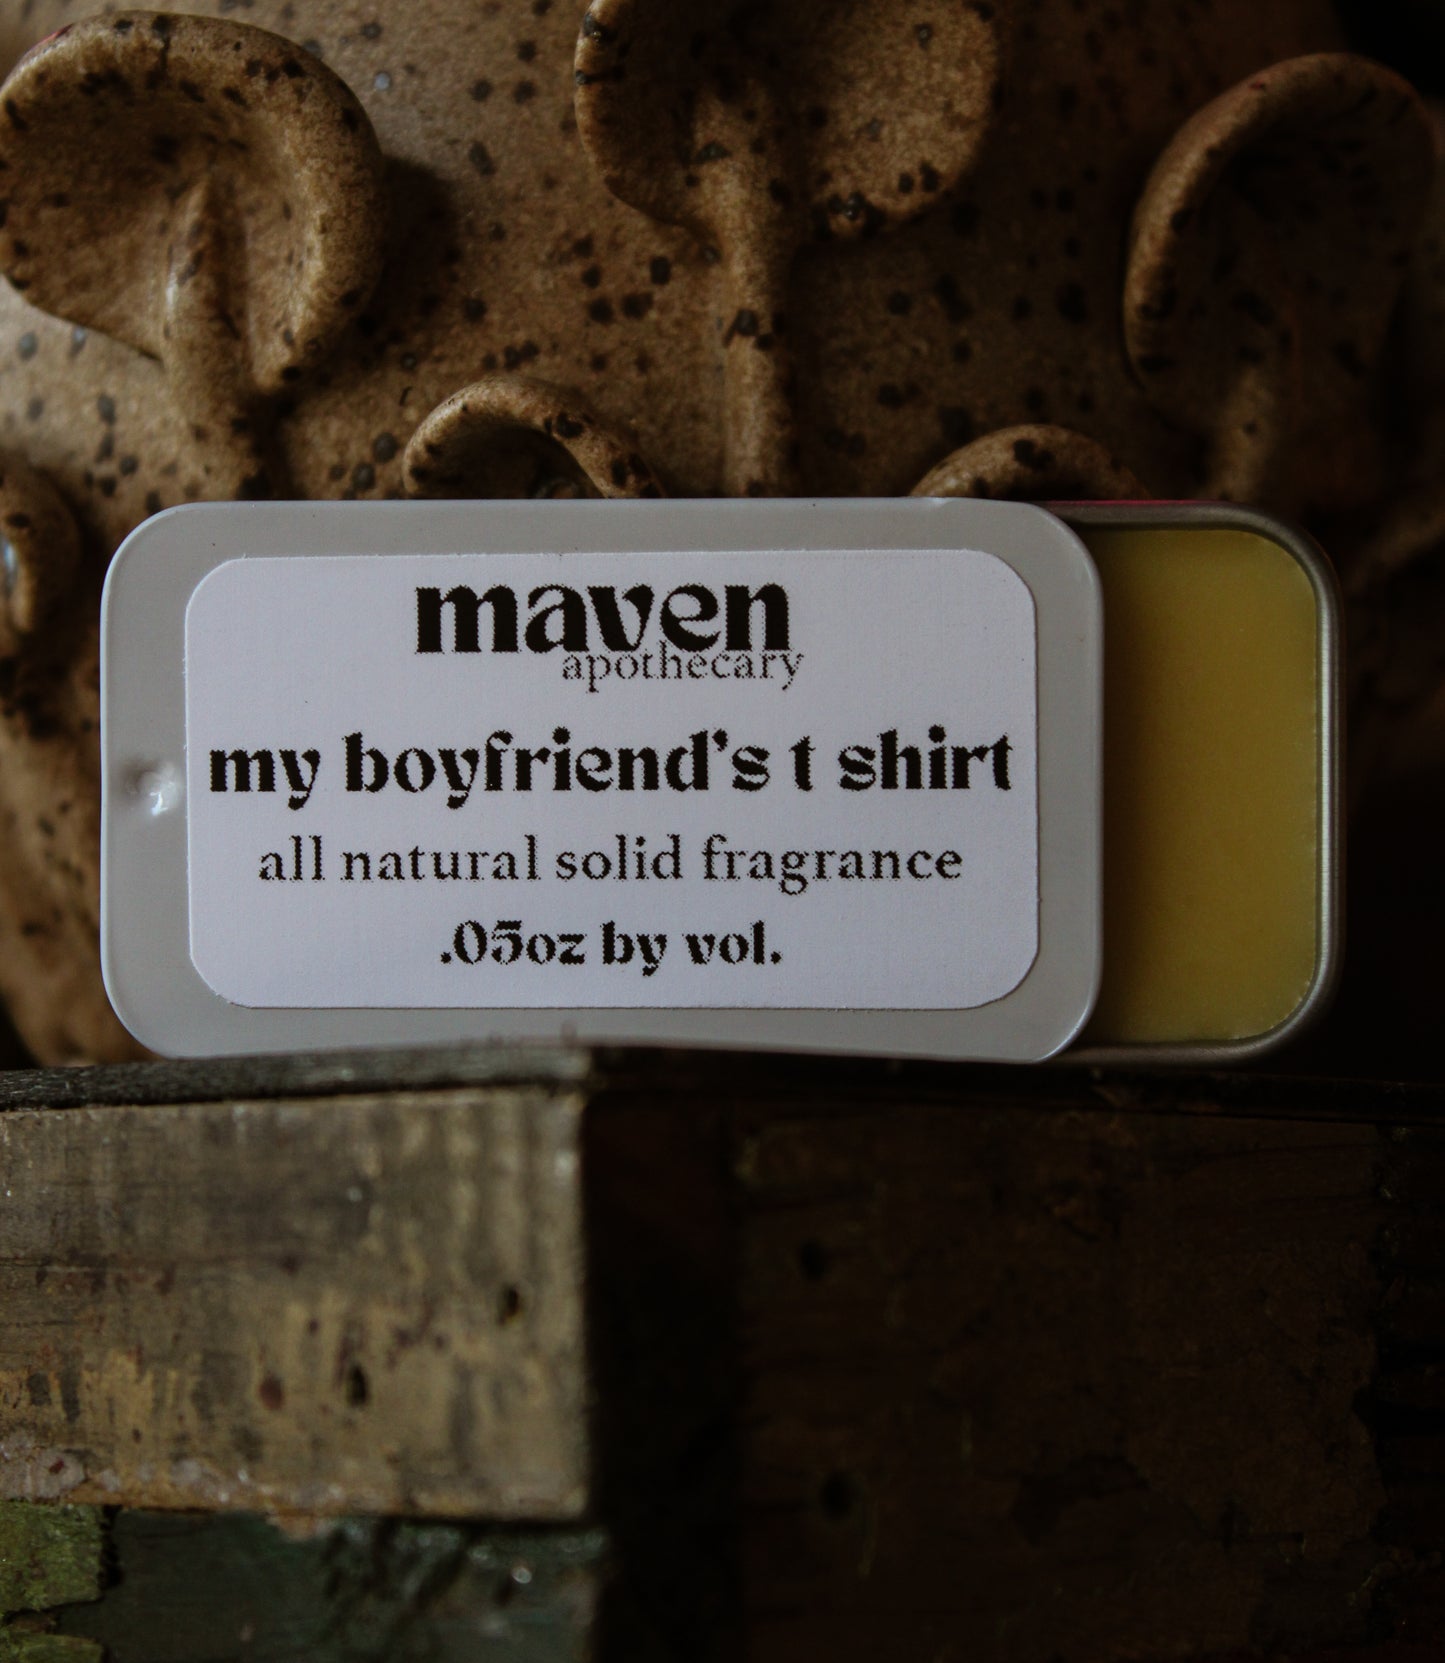 maven
apothecary
my boyfriend's t shirt
all natural solid fragrance
.05oz by vol.